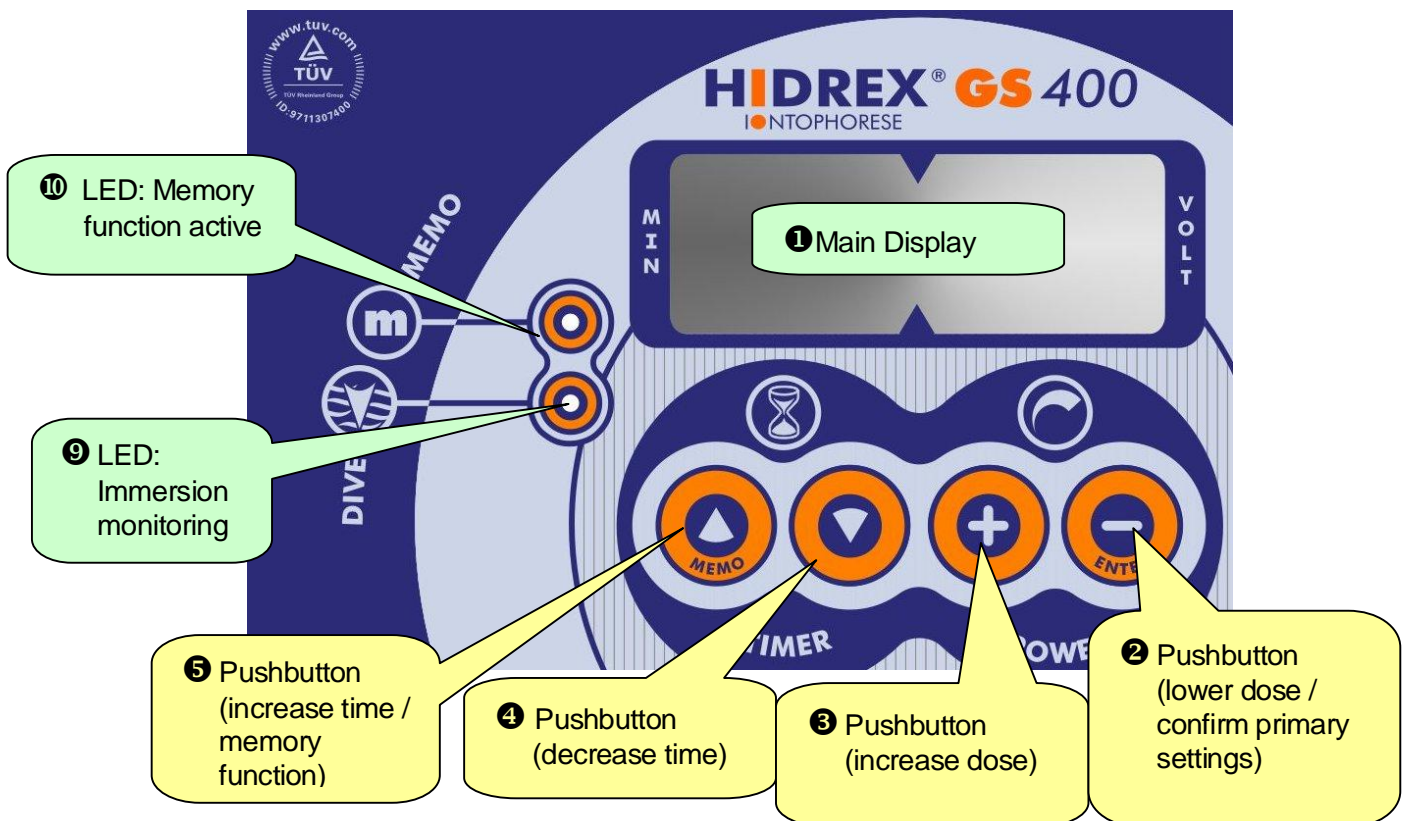 www.tuv.com
TÜV
TÜV Rheinland Group
ID:9711307400
HIDREX® GS 400
IONTOPHORESE
MIN
VOLT
❶Main Display
❿ LED: Memory
function active
MEMO
m
❾ LED:
Immersion
monitoring
DIVE
MEMO
ENTE
TIMER
POWE
❺ Pushbutton
(increase time /
memory
function)
❹ Pushbutton
(decrease time)
❸ Pushbutton
(increase dose)
❷ Pushbutton
(lower dose /
confirm primary
settings)